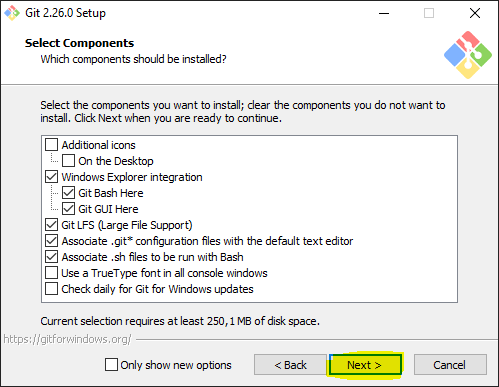 Git 2.26.0 Setup
Select Components
Which components should be installed?
Select the components you want to install; clear the components you do not want to
install. Click Next when you are ready to continue.
Additional icons
On the Desktop
Windows Explorer integration
Git Bash Here
Git GUI Here
Git LFS (Large File Support)
Associate .git* configuration files with the default text editor
Associate .sh files to be run with Bash
Use a TrueType font in all console windows
Check daily for Git for Windows updates
Current selection requires at least 250,1 MB of disk space.
https://gitforwindows.org/
Only show new options
< Back
Next >
Cancel